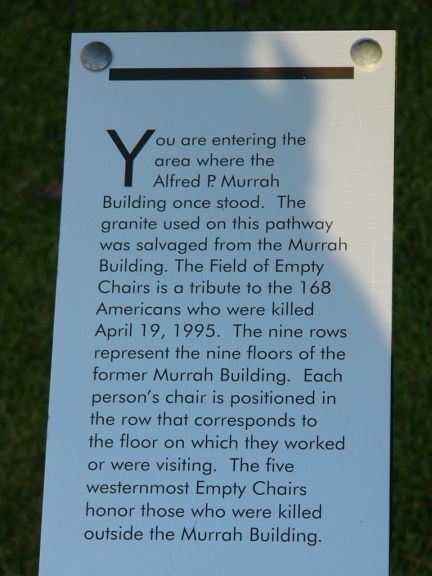 You are entering the
area where the
Alfred P. Murrah
Building once stood. The
granite used on this pathway
was salvaged from the Murrah
Building. The Field of Empty
Chairs is a tribute to the 168
Americans who were killed
April 19, 1995. The nine rows
represent the nine floors of the
former Murrah Building. Each
person's chair is positioned in
the row that corresponds to
the floor on which they worked
or were visiting. The five
westernmost Empty Chairs
honor those who were killed
outside the Murrah Building.